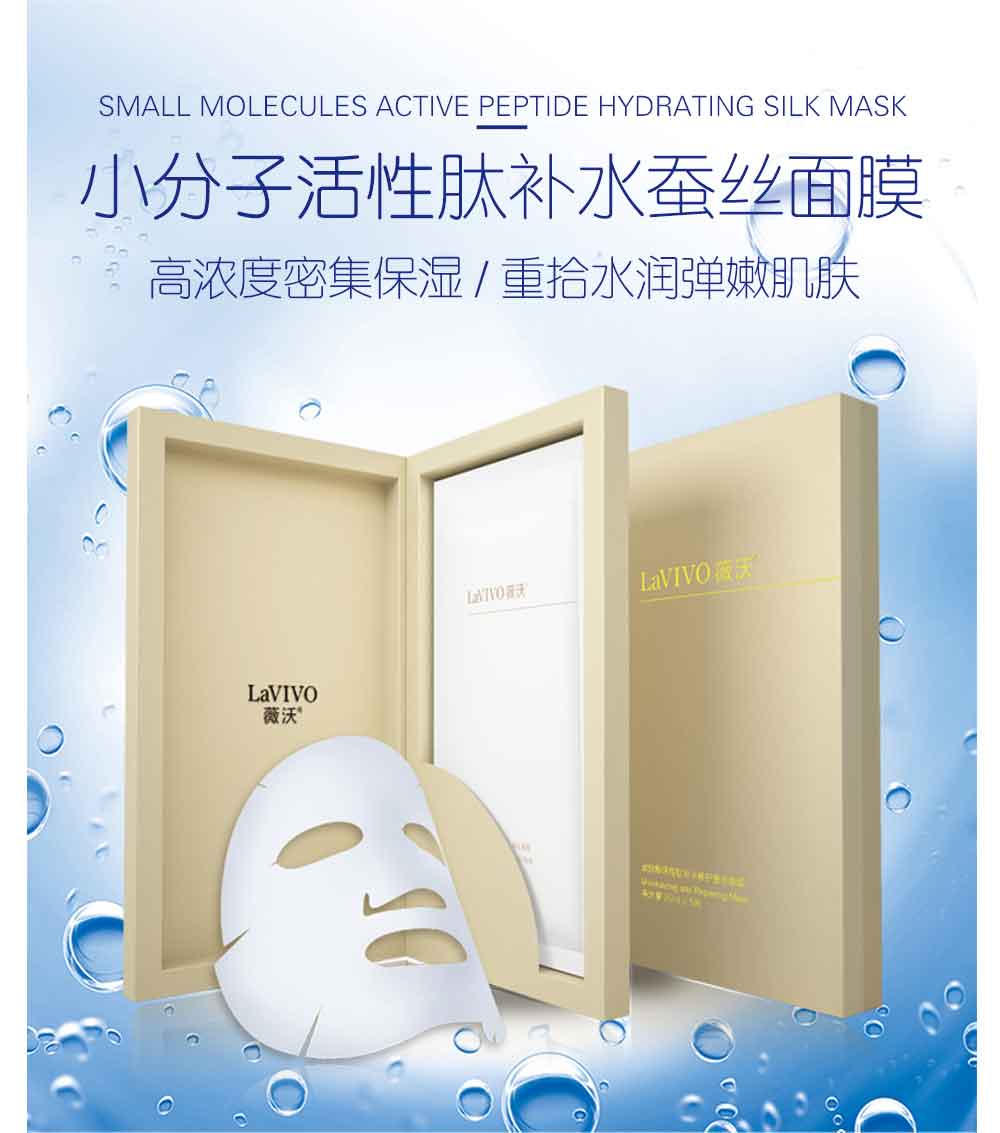 SMALL MOLECULES ACTIVE PEPTIDE HYDRATING SILK MASK
小分子活性肽补水蚕丝面膜
高浓度密集保湿 / 重拾水润弹嫩肌肤
LaVIVO 薇沃
LaVIVO 薇沃
LaVIVO
薇沃®